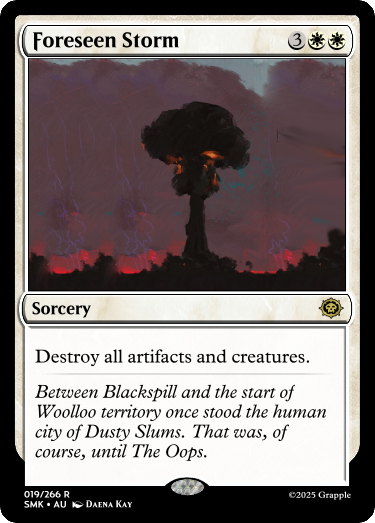 Foreseen Storm 3
Sorcery
Destroy all artifacts and creatures.
Between Blackspill and the start of
Woolloo territory once stood the human
city of Dusty Slums. That was, of
course, until The Oops.
019/266 R
SMK • AU Daena Kay
©2025 Grapple